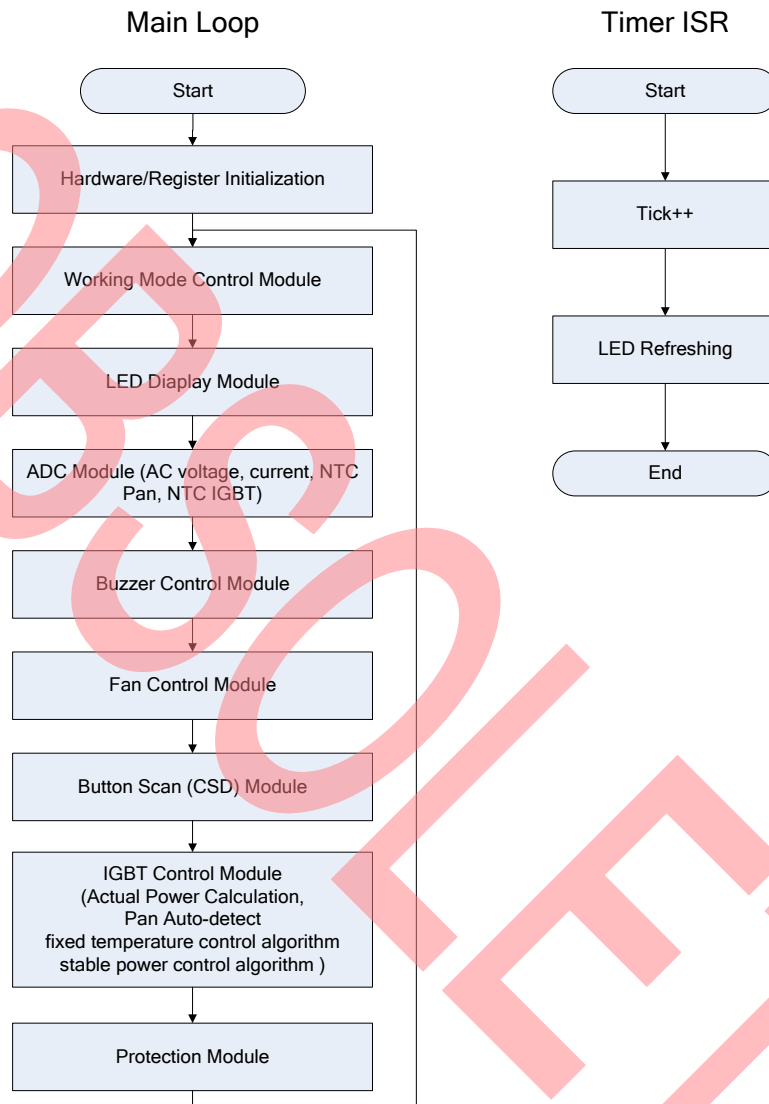 Main Loop
Start
Hardware/Register Initialization
Working Mode Control Module
LED Diaplay Module
ADC Module (AC voltage, current, NTC
Pan, NTC IGBT)
Buzzer Control Module
Fan Control Module
Button Scan (CSD) Module
IGBT Control Module
(Actual Power Calculation,
Pan Auto-detect
fixed temperature control algorithm
stable power control algorithm )
Protection Module
Timer ISR
Start
Tick++
LED Refreshing
End
OBSOLETE